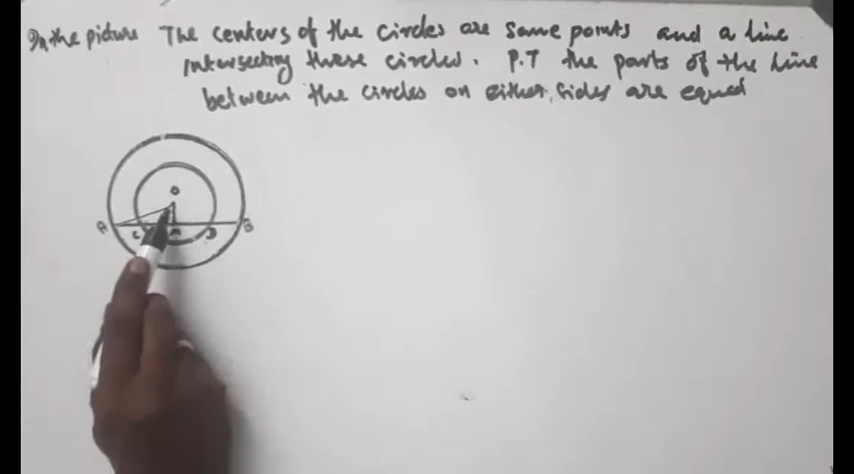 In the picture The centers of the circles are same points and a line
intersecting these circles. P.T the parts of the line
between the circles on either sides are equal
O
A C M D B